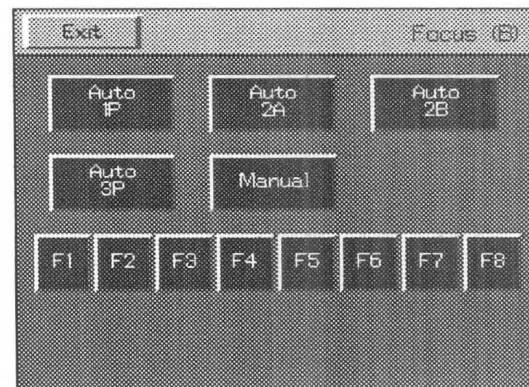 Exit
Focus (B)
Auto
1P
Auto
2A
Auto
2B
Auto
3P
Manual
F1 F2 F3 F4 F5 F6 F7 F8